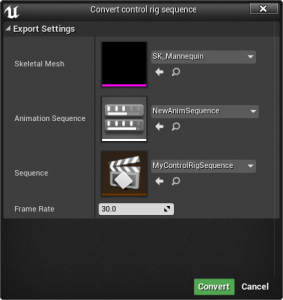 Convert control rig sequence
Export Settings
Skeletal Mesh
SK_Mannequin
Animation Sequence
NewAnimSequence
Sequence
MyControlRigSequence
Frame Rate
30.0
Convert Cancel